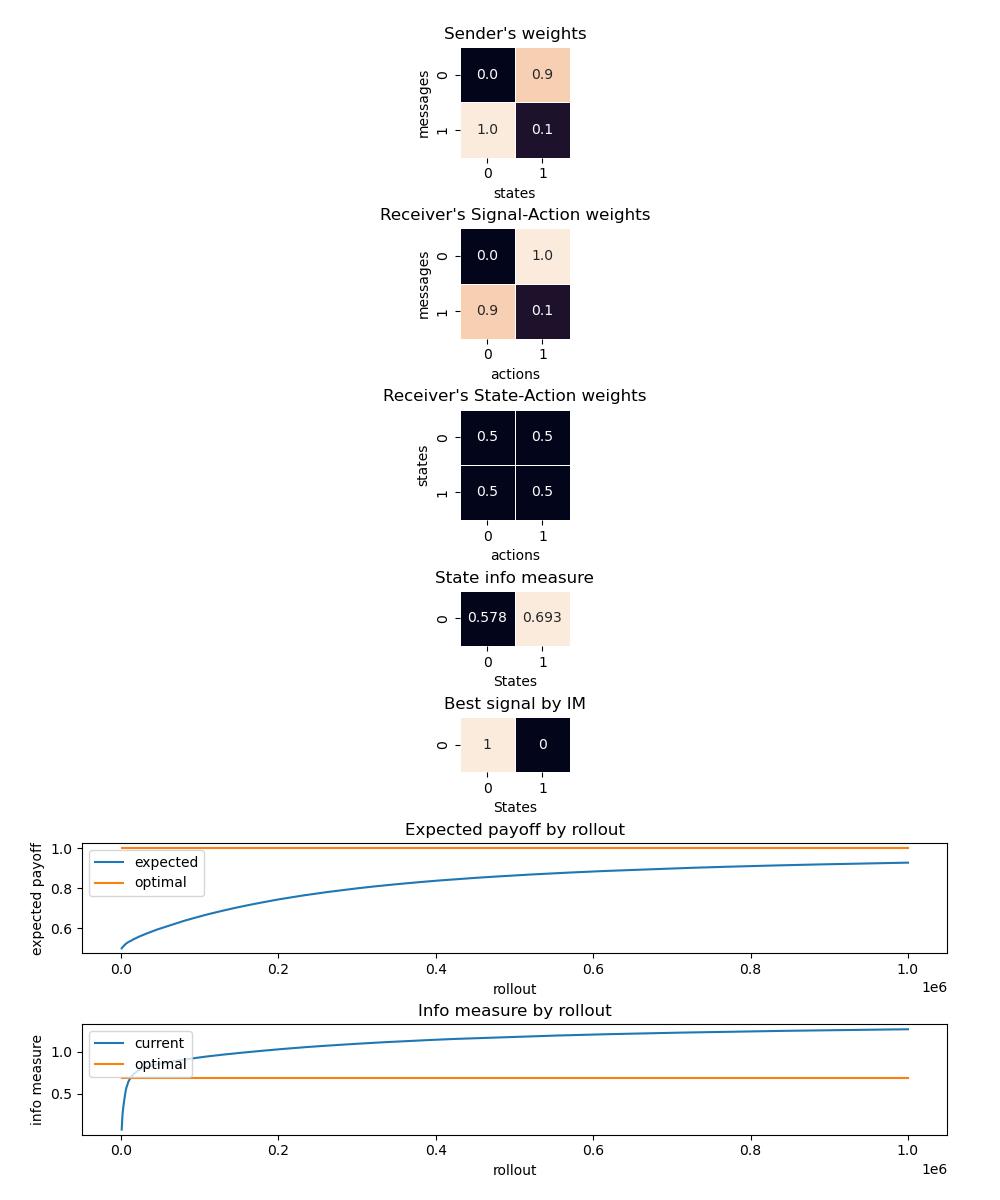 Sender's weights
messages
0
0.0
0.9
1
1.0
0.1
0
1
states
Receiver's Signal-Action weights
messages
0
0.0
1.0
1
0.9
0.1
0
1
actions
Receiver's State-Action weights
states
0
0.5
0.5
1
0.5
0.5
0
1
actions
State info measure
0
0.578
0.693
0
1
States
Best signal by IM
0
1
0
0
1
States
Expected payoff by rollout
expected payoff
1.0
0.8
0.6
expected
optimal
0.0
0.2
0.4
0.6
0.8
1.0
1e6
rollout
Info measure by rollout
info measure
1.0
0.5
current
optimal
0.0
0.2
0.4
0.6
0.8
1.0
1e6
rollout